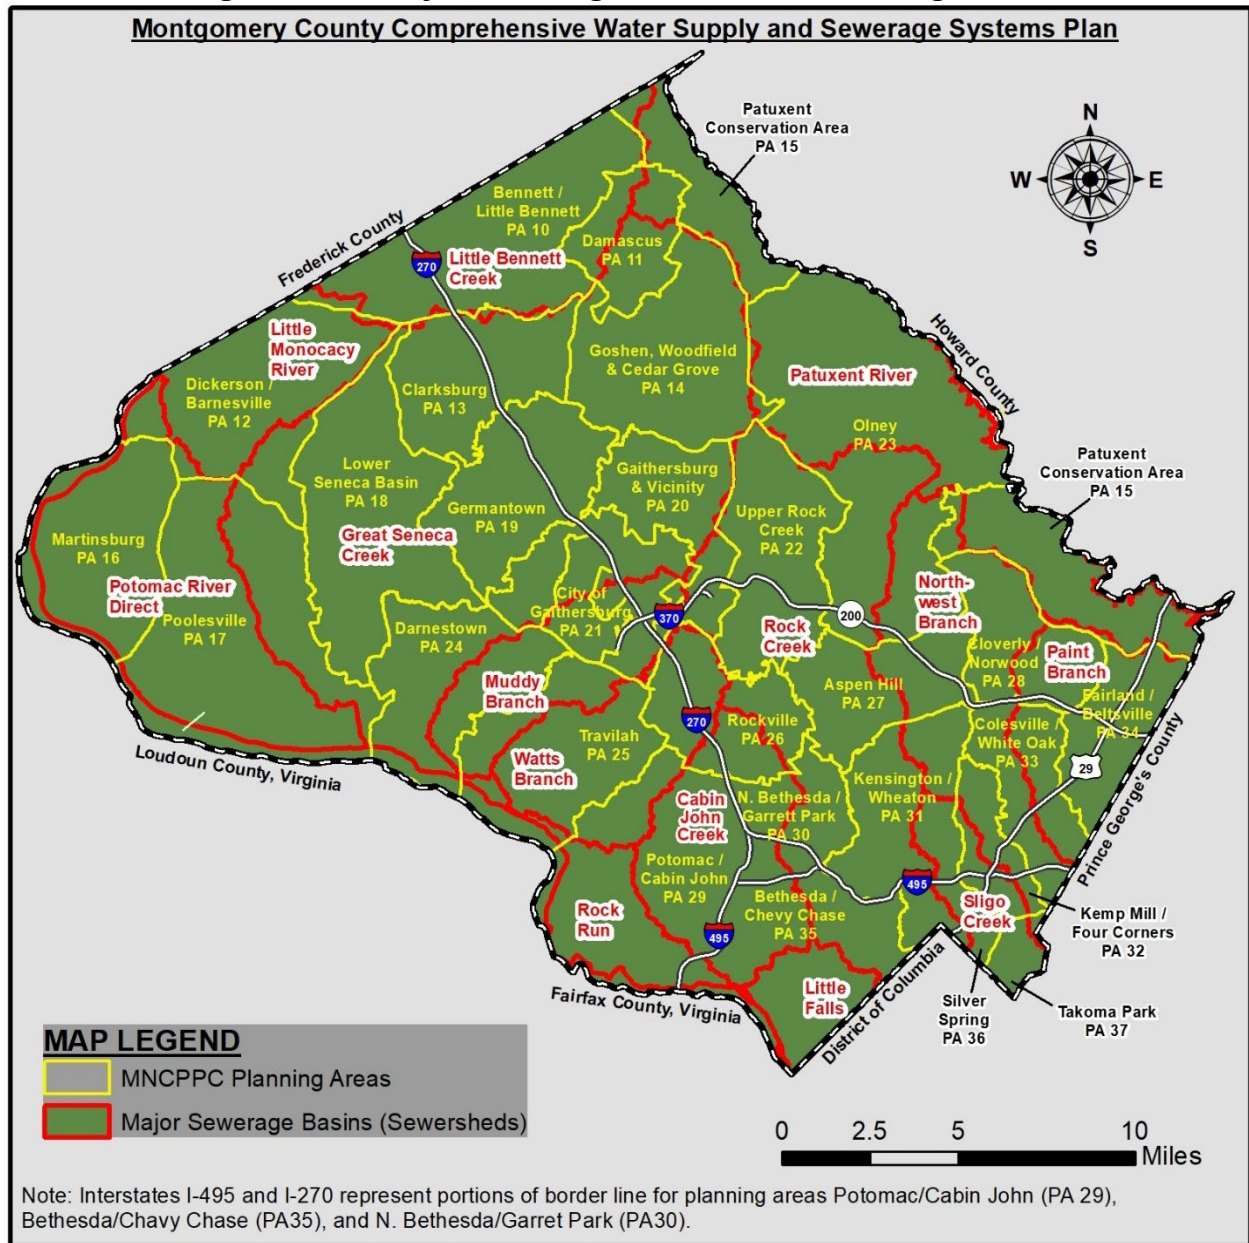 Montgomery County Comprehensive Water Supply and Sewerage Systems Plan
Patuxent
Conservation Area
PA 15
N
W
E
S
Bennett /
Little Bennett
PA 10
Damascus
PA 11
Frederick County
270
Little Bennett
Creek
Little
Monocacy
River
Dickerson /
Barnesville
PA 12
Clarksburg
PA 13
Goshen, Woodfield
& Cedar Grove
PA 14
Patuxent River
Howard County
Olney
PA 23
Patuxent
Conservation Area
PA 15
Lower
Seneca Basin
PA 18
Gaithersburg
& Vicinity
PA 20
Germantown
PA 19
Upper Rock
Creek
PA 22
Martinsburg
PA 16
Great Seneca
Creek
Potomac River
Direct
Poolesville
PA 17
City of
Gaithersburg
PA 21
370
200
North-
west
Branch
Darnestown
PA 24
Rock
Creek
Cloverly /
Norwood
PA 28
Paint
Branch
Muddy
Branch
Aspen Hill
PA 27
Fairland /
Beltsville
PA 34
270
Rockville
PA 26
Travilah
PA 25
Colesville /
White Oak
PA 33
Loudoun County, Virginia
Watts
Branch
29
Cabin
John
Creek
N. Bethesda /
Garrett Park
PA 30
Kensington /
Wheaton
PA 31
Prince George's County
Potomac /
Cabin John
PA 29
495
Bethesda /
Chevy Chase
PA 35
Rock
Run
Sligo
Creek
Kemp Mill /
Four Corners
PA 32
495
Little
Falls
District of Columbia
Fairfax County, Virginia
Silver
Spring
PA 36
Takoma Park
PA 37
MAP LEGEND
MNCPPC Planning Areas
Major Sewerage Basins (Sewersheds)
0 2.5 5 10
Miles
Note: Interstates I-495 and I-270 represent portions of border line for planning areas Potomac/Cabin John (PA 29),
Bethesda/Chavy Chase (PA35), and N. Bethesda/Garret Park (PA30).